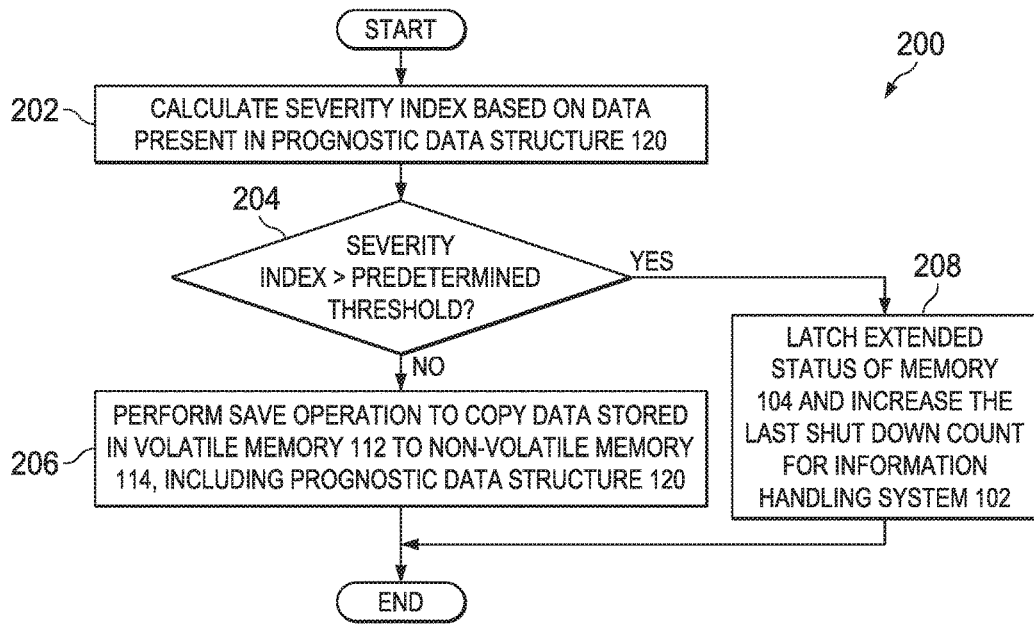 START
200
202
CALCULATE SEVERITY INDEX BASED ON DATA
PRESENT IN PROGNOSTIC DATA STRUCTURE 120
204
SEVERITY
INDEX > PREDETERMINED
THRESHOLD?
YES
NO
208
LATCH EXTENDED
STATUS OF MEMORY
104 AND INCREASE THE
LAST SHUT DOWN COUNT
FOR INFORMATION
HANDLING SYSTEM 102
206
PERFORM SAVE OPERATION TO COPY DATA STORED
IN VOLATILE MEMORY 112 TO NON-VOLATILE MEMORY
114, INCLUDING PROGNOSTIC DATA STRUCTURE 120
END